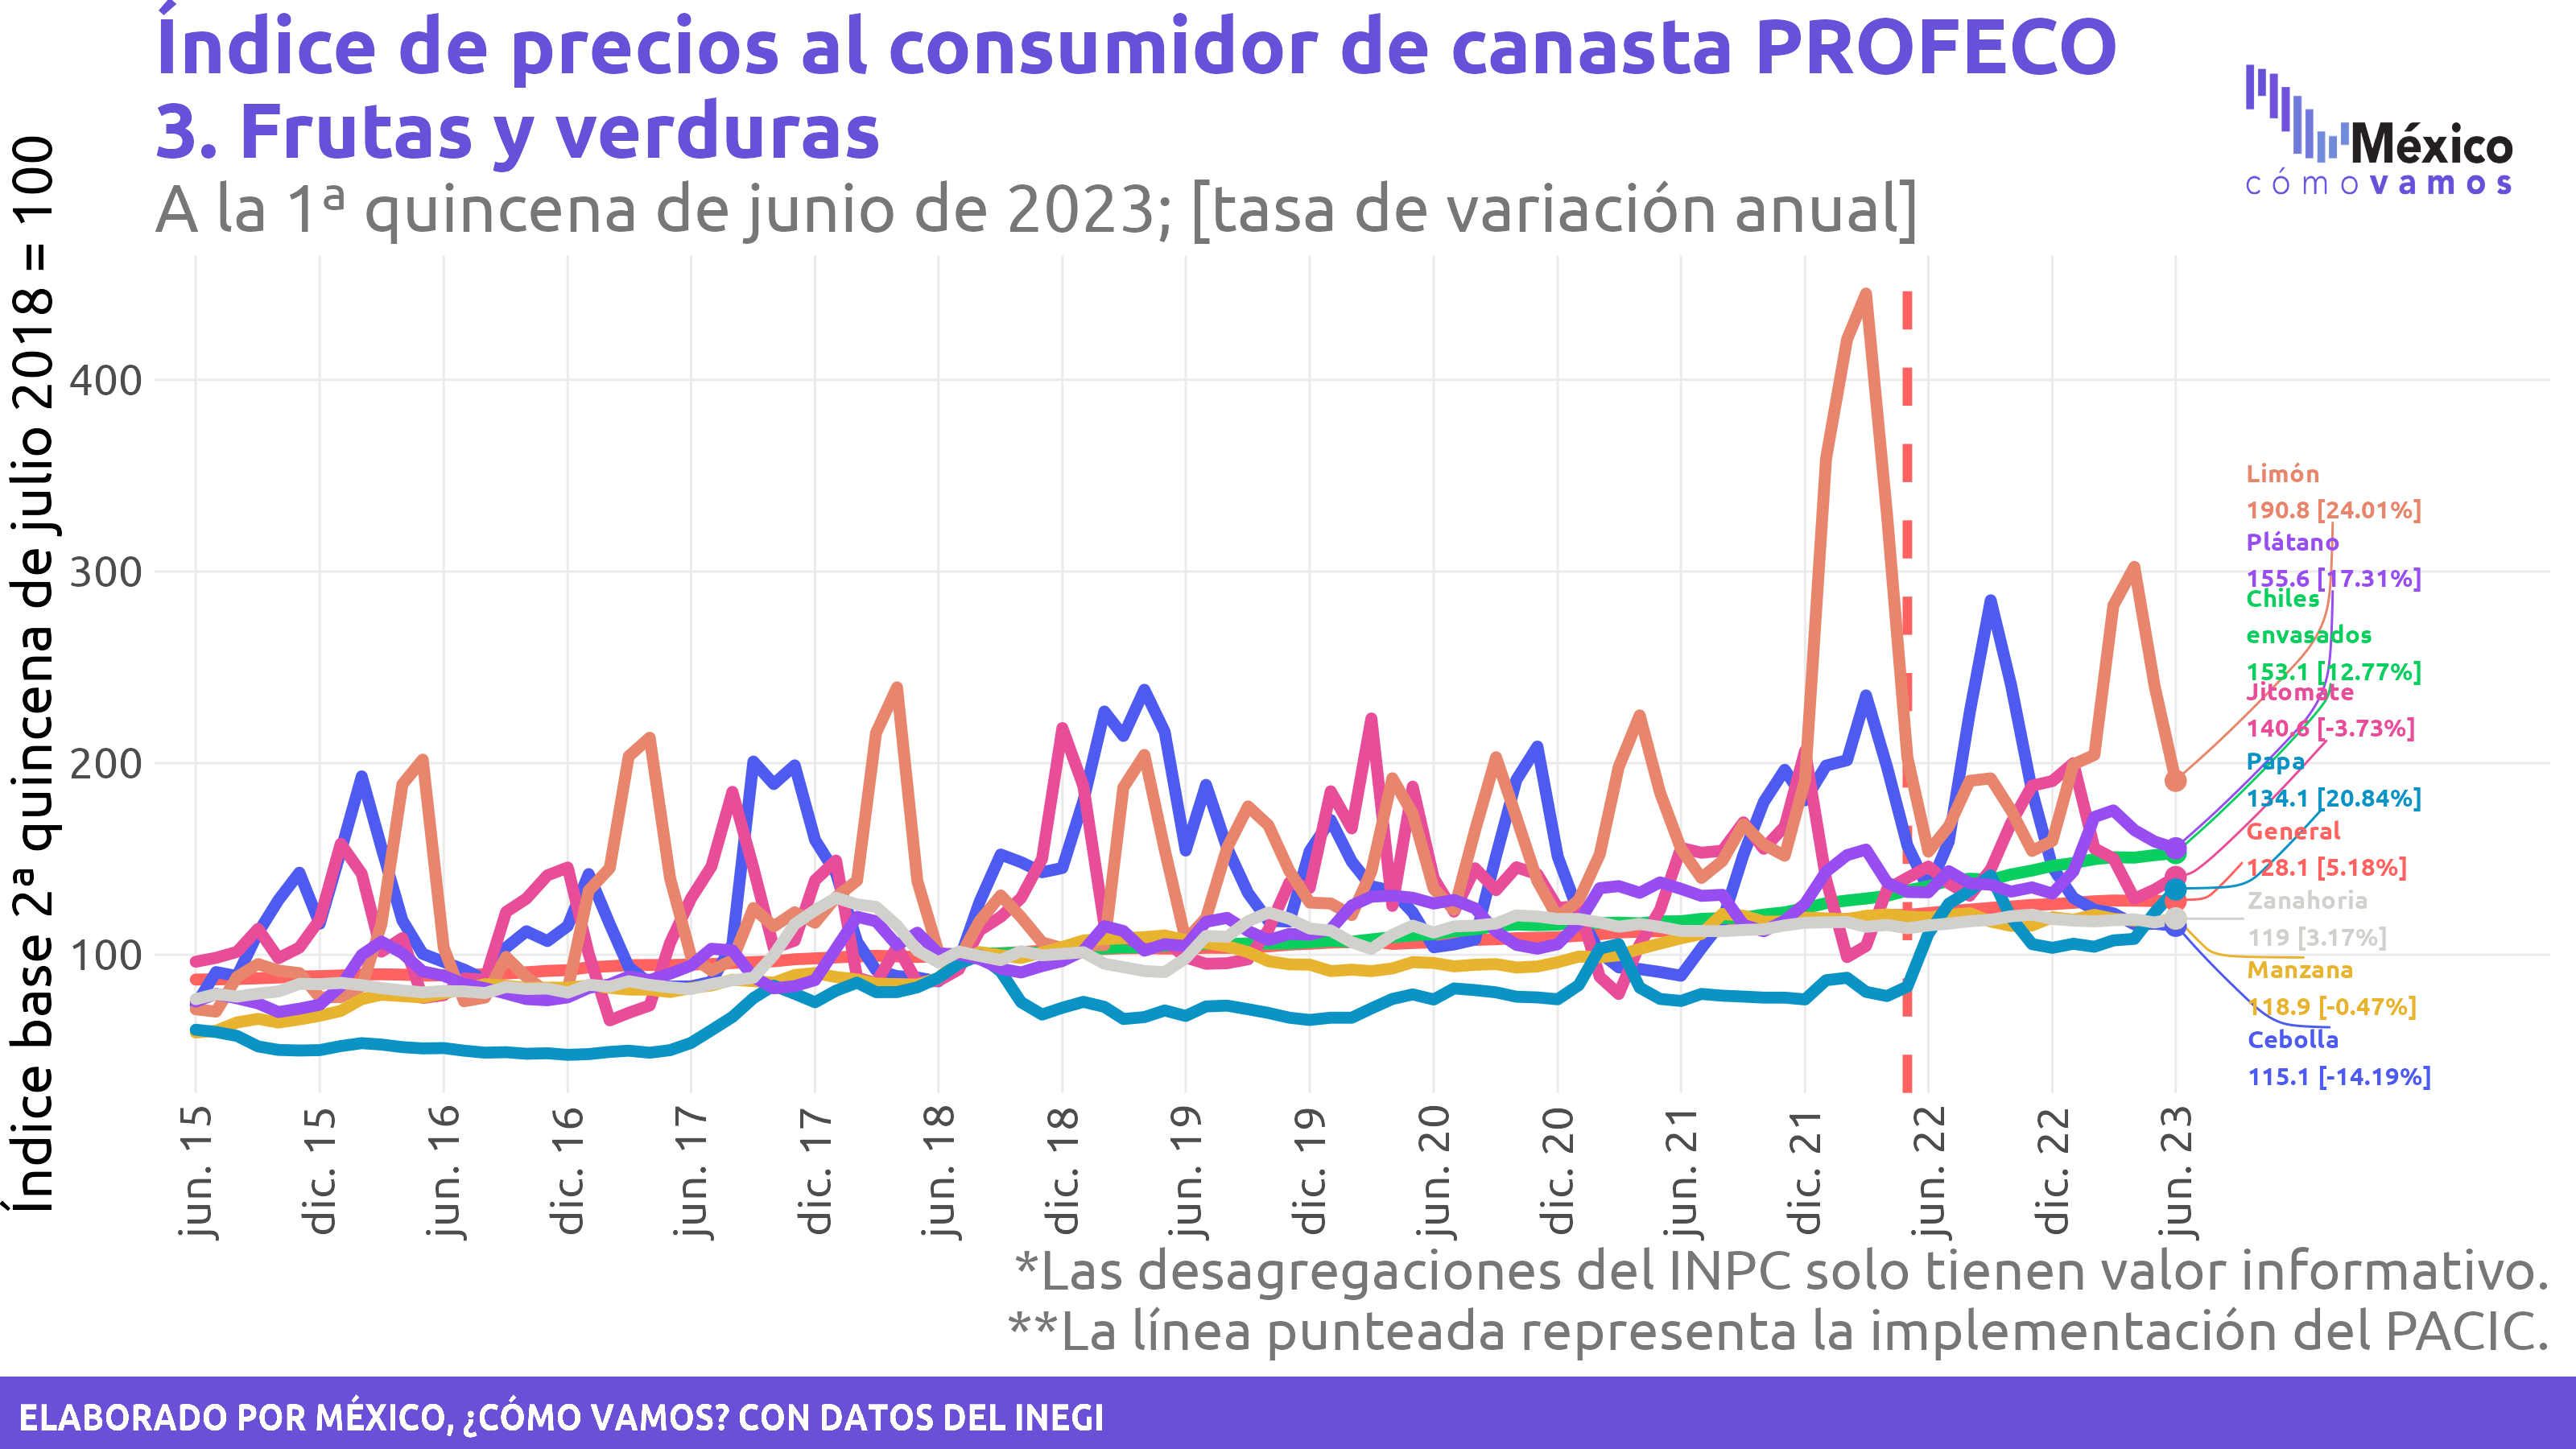 Índice de precios al consumidor de canasta PROFECO
3. Frutas y verduras
A la 1ª quincena de junio de 2023; [tasa de variación anual]
México
cómo vamos
Índice base 2ª quincena de julio 2018 = 100
400
300
200
100
Limón
190.8 [24.01%]
Plátano
155.6 [17.31%]
Chiles
envasados
153.1 [12.77%]
Jitomate
140.6 [-3.73%]
Papa
134.1 [20.84%]
General
128.1 [5.18%]
Zanahoria
119 [3.17%]
Manzana
118.9 [-0.47%]
Cebolla
115.1 [-14.19%]
jun. 15
dic. 15
jun. 16
dic. 16
jun. 17
dic. 17
jun. 18
dic. 18
jun. 19
dic. 19
jun. 20
dic. 20
jun. 21
dic. 21
jun. 22
dic. 22
jun. 23
*Las desagregaciones del INPC solo tienen valor informativo.
**La línea punteada representa la implementación del PACIC.
ELABORADO POR MÉXICO, ¿CÓMO VAMOS? CON DATOS DEL INEGI